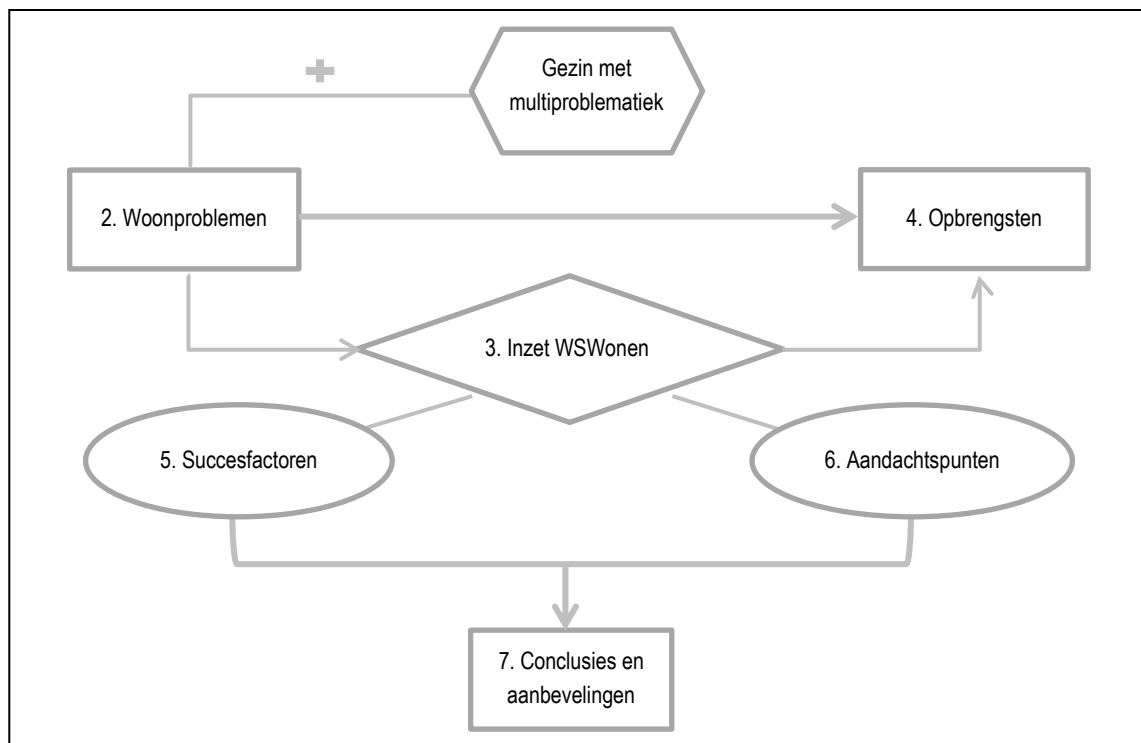 Gezin met
multiproblematiek
2. Woonproblemen
4. Opbrengsten
3. Inzet WSWonen
5. Succesfactoren
6. Aandachtspunten
7. Conclusies en
aanbevelingen